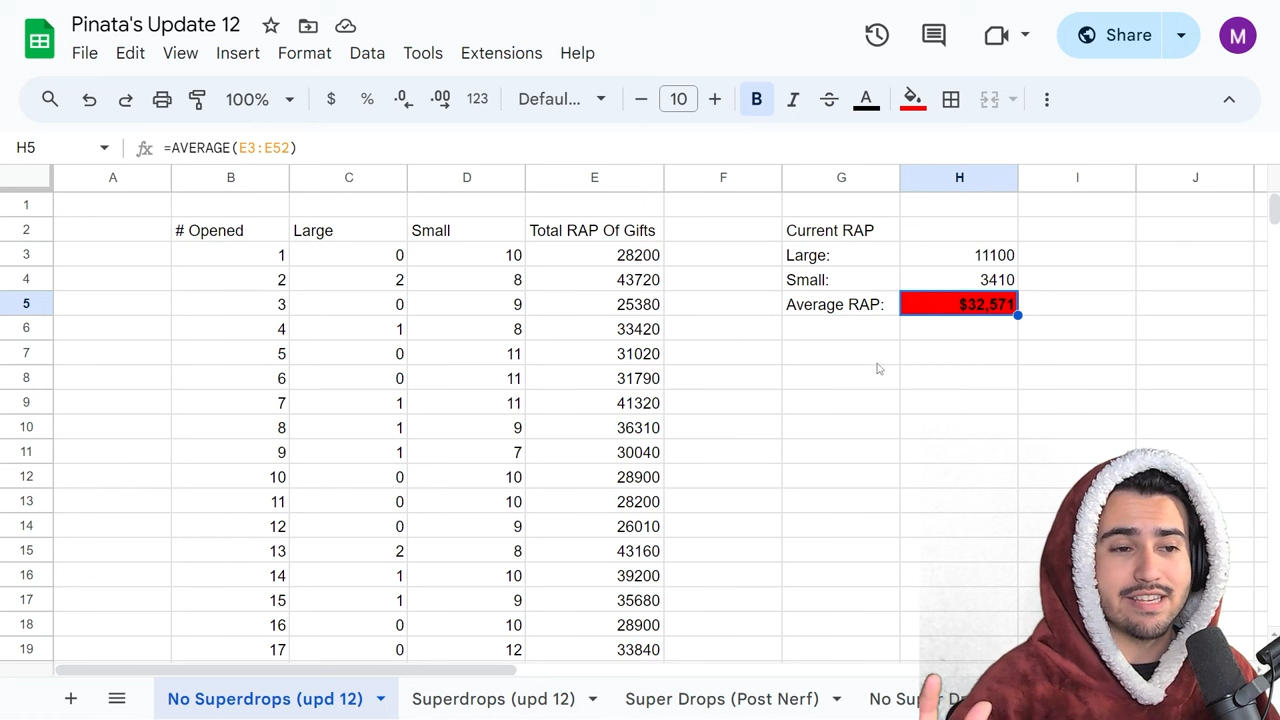 Pinata's Update 12
File Edit View Insert Format Data Tools Extensions Help
Share M
100% $ % .0 .00 123 Defaul... 10 B I A
H5 fx =AVERAGE(E3:E52)
A B C D E F G H I J
1
2 # Opened Large Small Total RAP Of Gifts Current RAP
3 1 0 10 28200 Large: 11100
4 2 2 8 43720 Small: 3410
5 3 0 9 25380 Average RAP: $32,571
6 4 1 8 33420
7 5 0 11 31020
8 6 0 11 31790
9 7 1 11 41320
10 8 1 9 36310
11 9 1 7 30040
12 10 0 10 28900
13 11 0 10 28200
14 12 0 9 26010
15 13 2 8 43160
16 14 1 10 39200
17 15 1 9 35680
18 16 0 10 28900
19 17 0 12 33840
No Superdrops (upd 12) Superdrops (upd 12) Super Drops (Post Nerf) No Super D